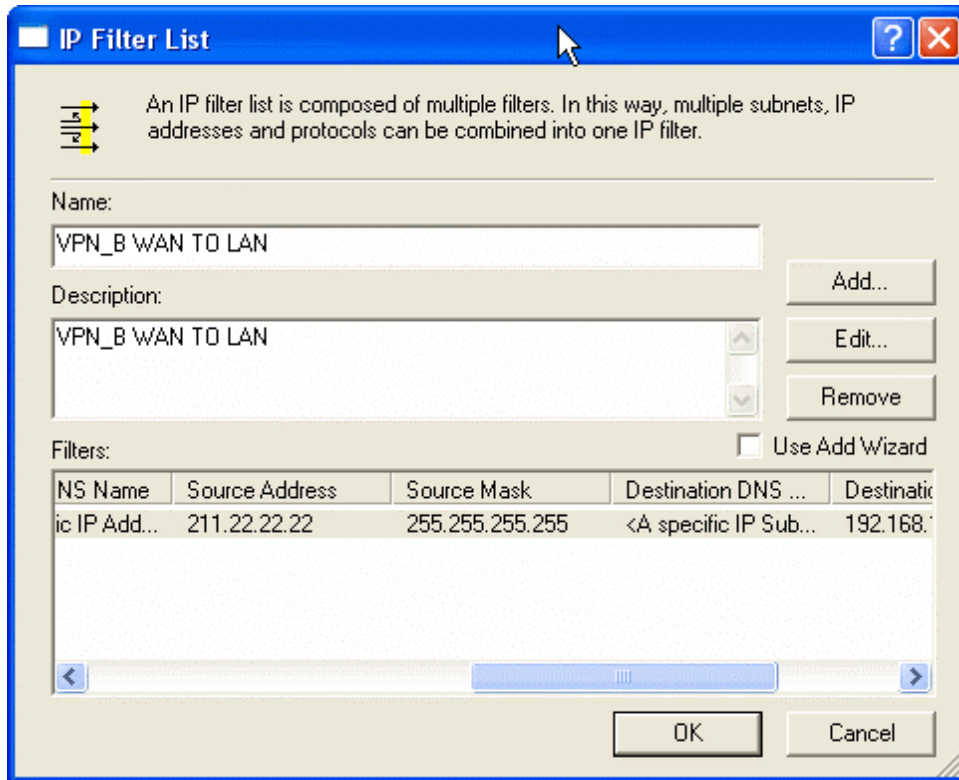 IP Filter List
An IP filter list is composed of multiple filters. In this way, multiple subnets, IP
addresses and protocols can be combined into one IP filter.
Name:
VPN_B WAN TO LAN
Add...
Description:
VPN_B WAN TO LAN
Edit...
Remove
Filters:
Use Add Wizard
NS Name Source Address Source Mask Destination DNS ... Destinatic
ic IP Add... 211.22.22.22 255.255.255.255 <A specific IP Sub... 192.168.
OK Cancel